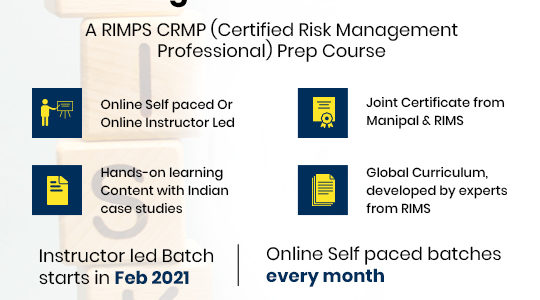 A RIMPS CRMP (Certified Risk Management
Professional) Prep Course
Online Self paced Or
Online Instructor Led
Joint Certificate from
Manipal & RIMS
Hands-on learning
Content with Indian
case studies
Global Curriculum,
developed by experts
from RIMS
Instructor led Batch
starts in Feb 2021
Online Self paced batches
every month
I
S
K